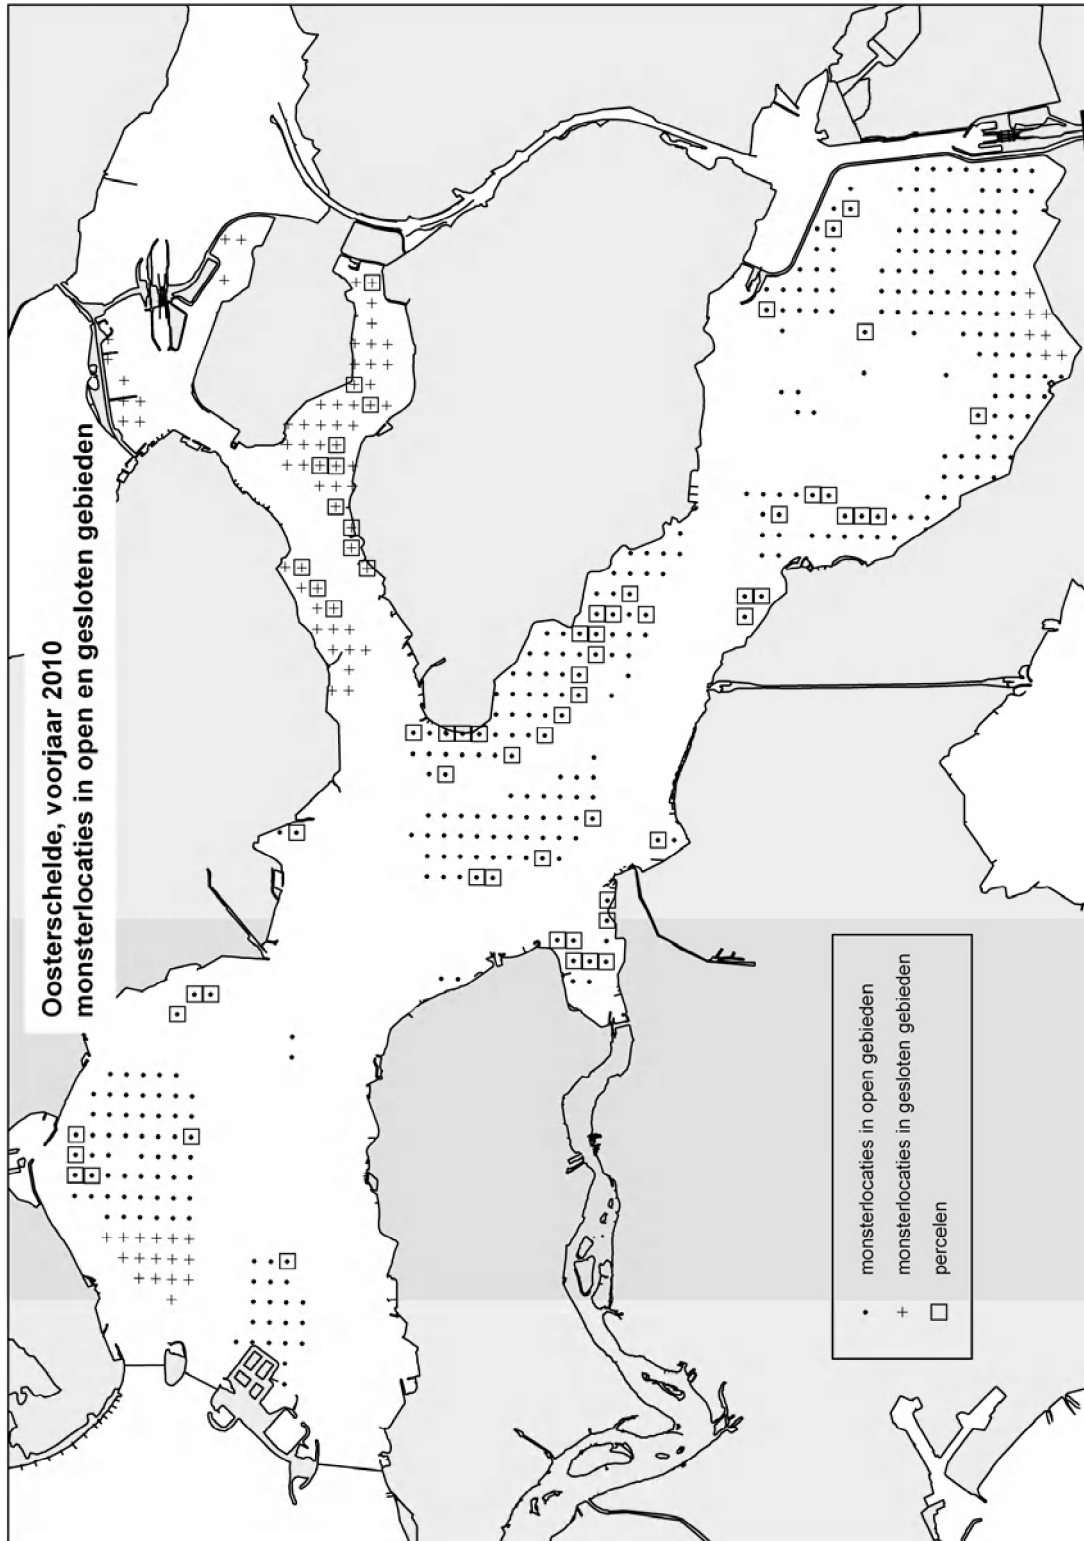 Oosterschelde, voorjaar 2010
monsterlocaties in open en gesloten gebieden
monsterlocaties in open gebieden
monsterlocaties in gesloten gebieden
percelen